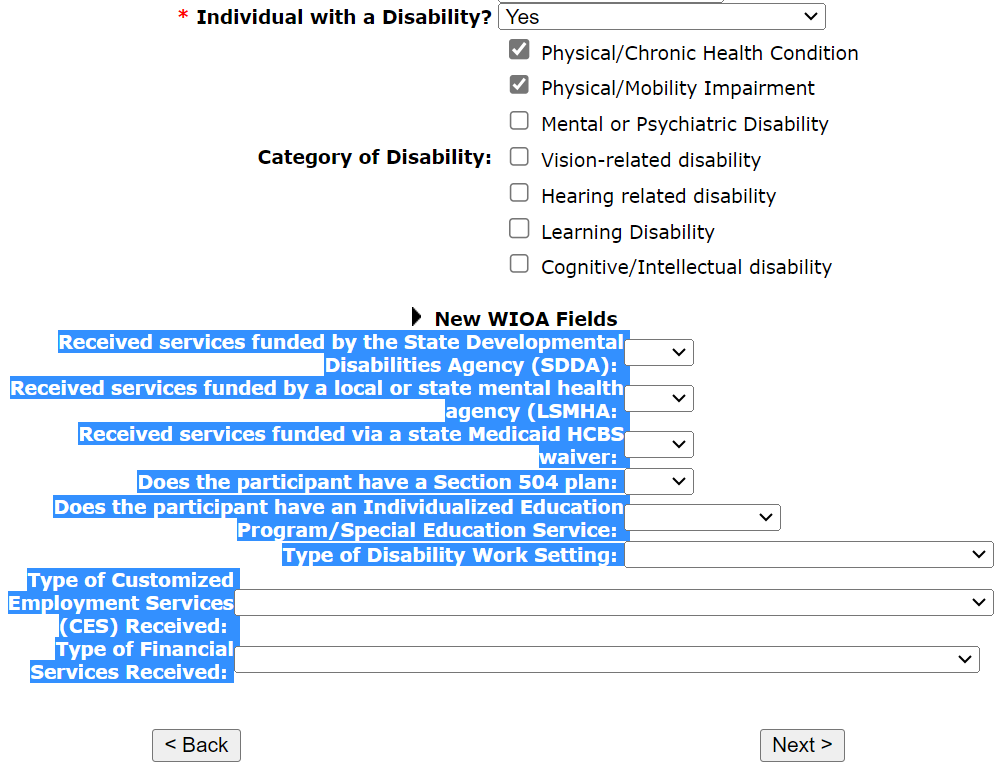 * Individual with a Disability? Yes
Physical/Chronic Health Condition
Physical/Mobility Impairment
Mental or Psychiatric Disability
Category of Disability: Vision-related disability
Hearing related disability
Learning Disability
Cognitive/Intellectual disability
New WIOA Fields
Received services funded by the State Developmental
Disabilities Agency (SDDA):
Received services funded by a local or state mental health
agency (LSMHA:
Received services funded via a state Medicaid HCBS
waiver:
Does the participant have a Section 504 plan:
Does the participant have an Individualized Education
Program/Special Education Service:
Type of Disability Work Setting:
Type of Customized
Employment Services
(CES) Received:
Type of Financial
Services Received:
< Back Next >